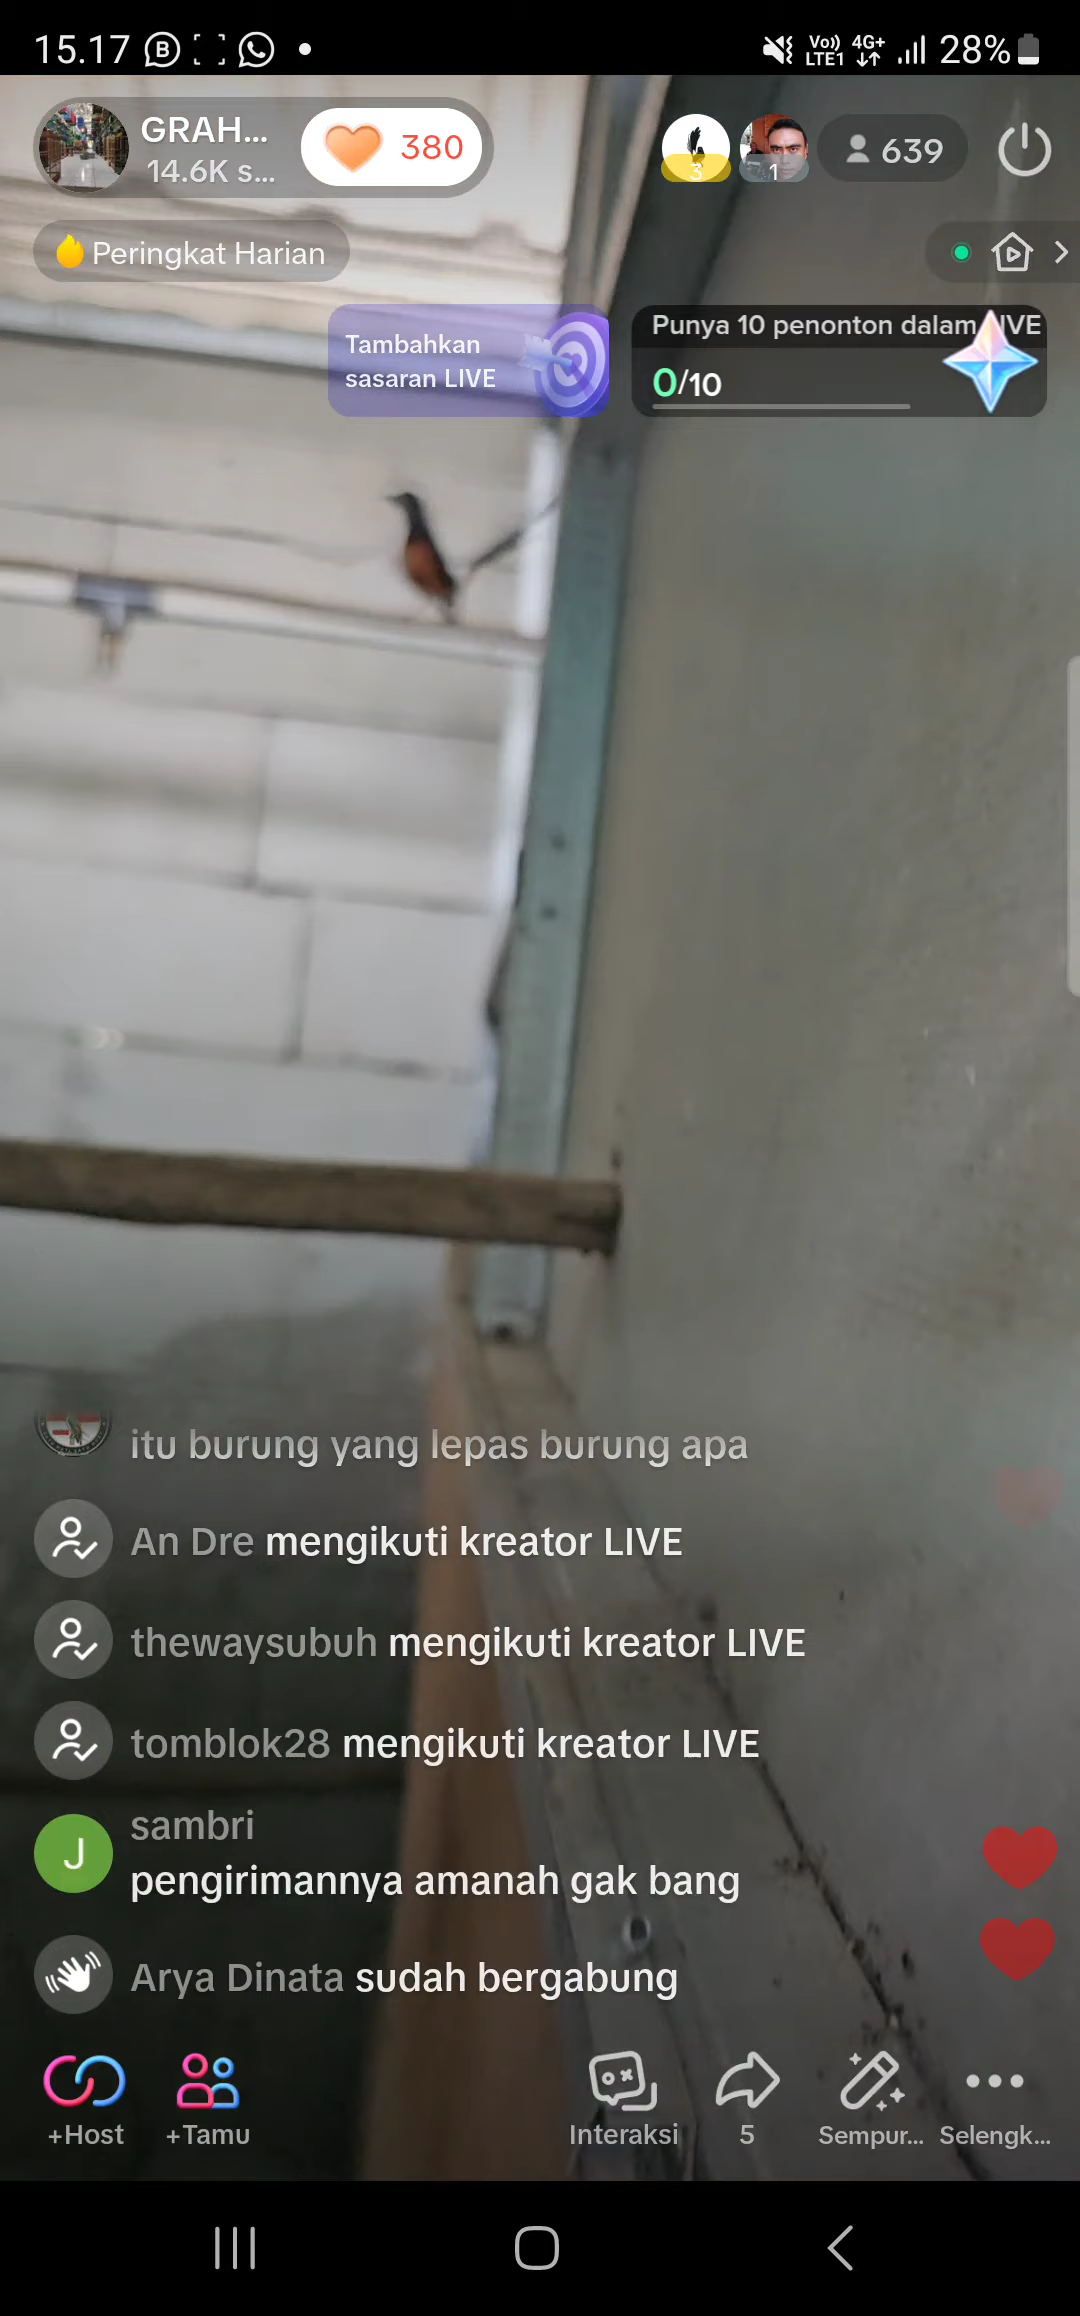 15.17
Vo)) LTE1 4G+ 28%
GRAH...
14.6K s...
380
3
1
639
Peringkat Harian
Tambahkan
sasaran LIVE
Punya 10 penonton dalam LIVE
0/10
itu burung yang lepas burung apa
An Dre mengikuti kreator LIVE
thewaysubuh mengikuti kreator LIVE
tomblok28 mengikuti kreator LIVE
J
sambri
pengirimannya amanah gak bang
Arya Dinata sudah bergabung
+Host
+Tamu
Interaksi
5
Sempur...
Selengk...